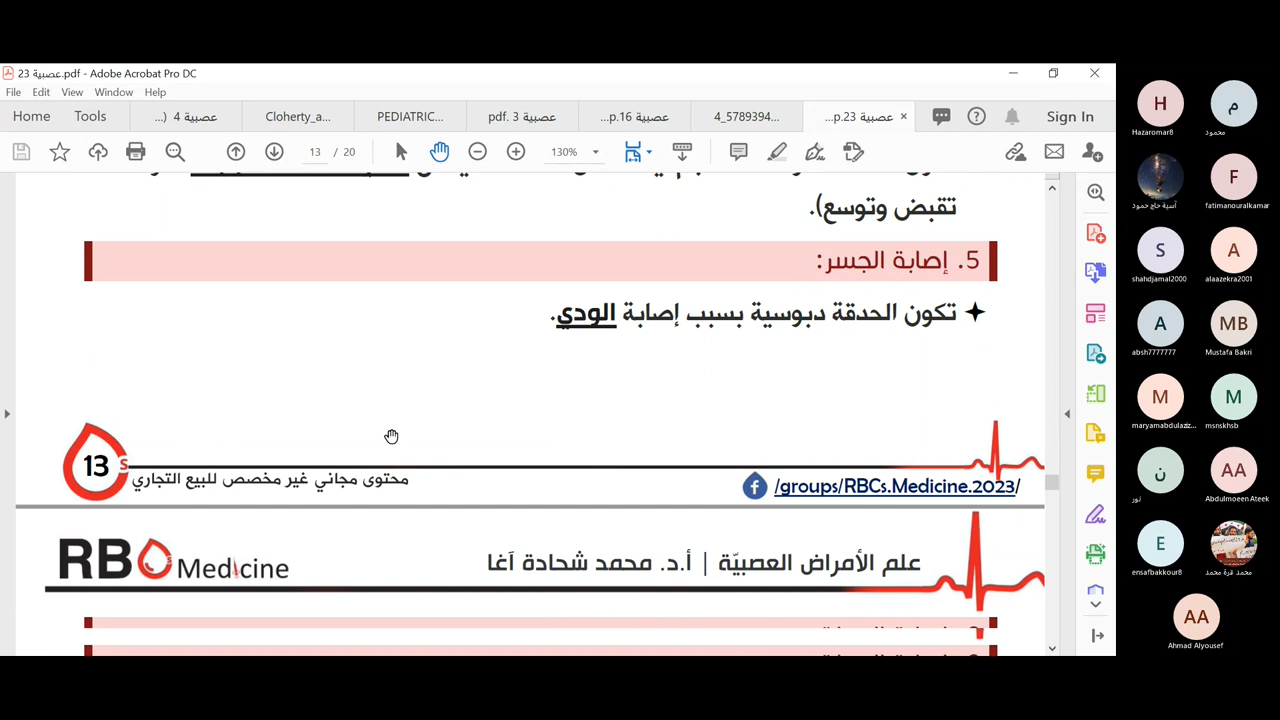 عصبية 23.pdf - Adobe Acrobat Pro DC
File Edit View Window Help
Home Tools عصبية 4 (... Cloherty_a... PEDIATRIC... pdf. عصبية 3 ...p.16 عصبية 4_5789394... ...p.23 عصبية × Sign In
13 / 20 130%
تقبض وتوسع).
5. إصابة الجسر:
تكون الحدقة دبوسية بسبب إصابة الودي.
13
محتوى مجاني غير مخصص للبيع التجاري
/groups/RBCs.Medicine.2023/
RB Medicine
علم الأمراض العصبيّة | أ.د. محمد شحادة آغا
H
Hazaromar8
م
محمود
آسية حاج حمود
F
fatimanouralkamar
S
shahdjamal2000
A
alaazekra2001
A
absh7777777
MB
Mustafa Bakri
M
maryamabdulaziz...
M
msnskhsb
ن
نور
AA
Abdulmoeen Ateek
E
ensafbakkour8
محمد قرة محمد
AA
Ahmad Alyousef